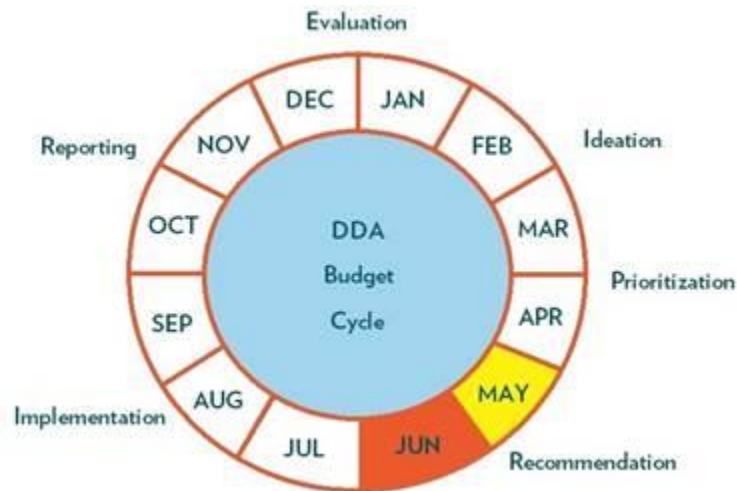 Evaluation
DEC
JAN
NOV
FEB
Reporting
Ideation
OCT
MAR
DDA
Budget
Cycle
Prioritization
SEP
APR
AUG
MAY
Implementation
JUL
JUN
Recommendation